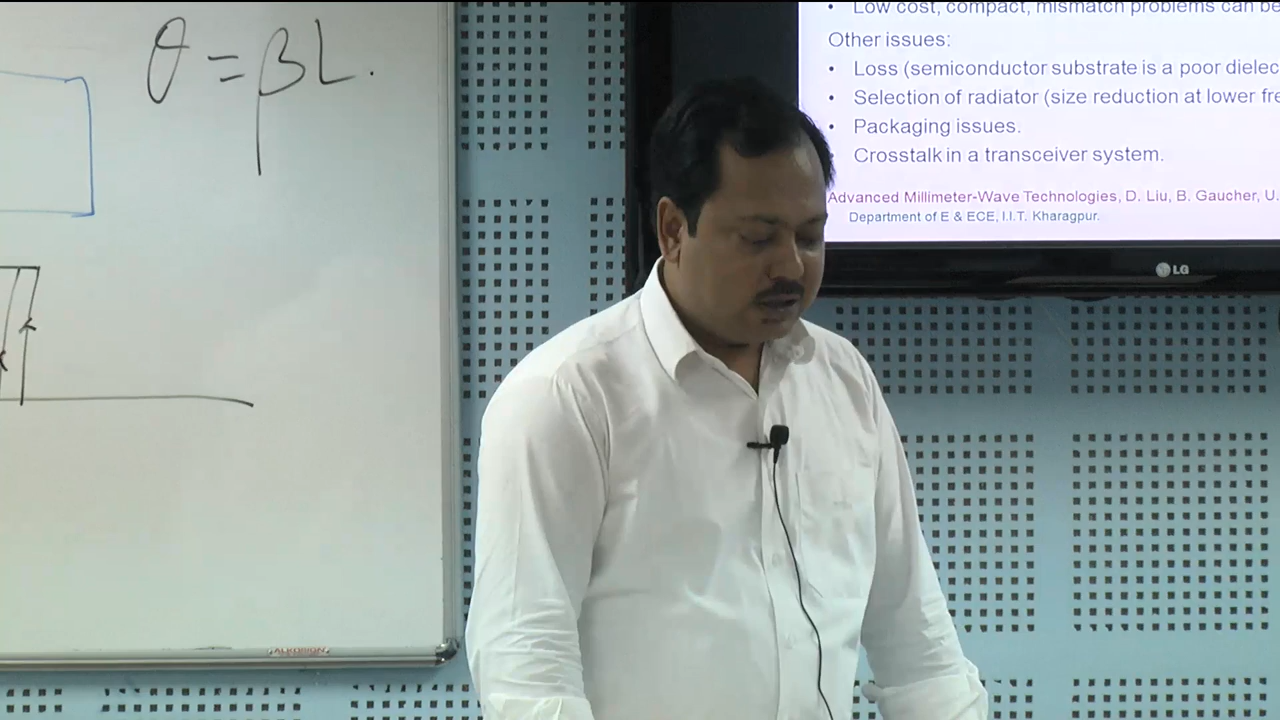 θ = βL.
• Low cost, compact, mismatch problems can be
Other issues:
• Loss (semiconductor substrate is a poor dielec
• Selection of radiator (size reduction at lower fre
• Packaging issues.
Crosstalk in a transceiver system.
Advanced Millimeter-Wave Technologies, D. Liu, B. Gaucher, U.
Department of E & ECE, I.I.T. Kharagpur.
LG